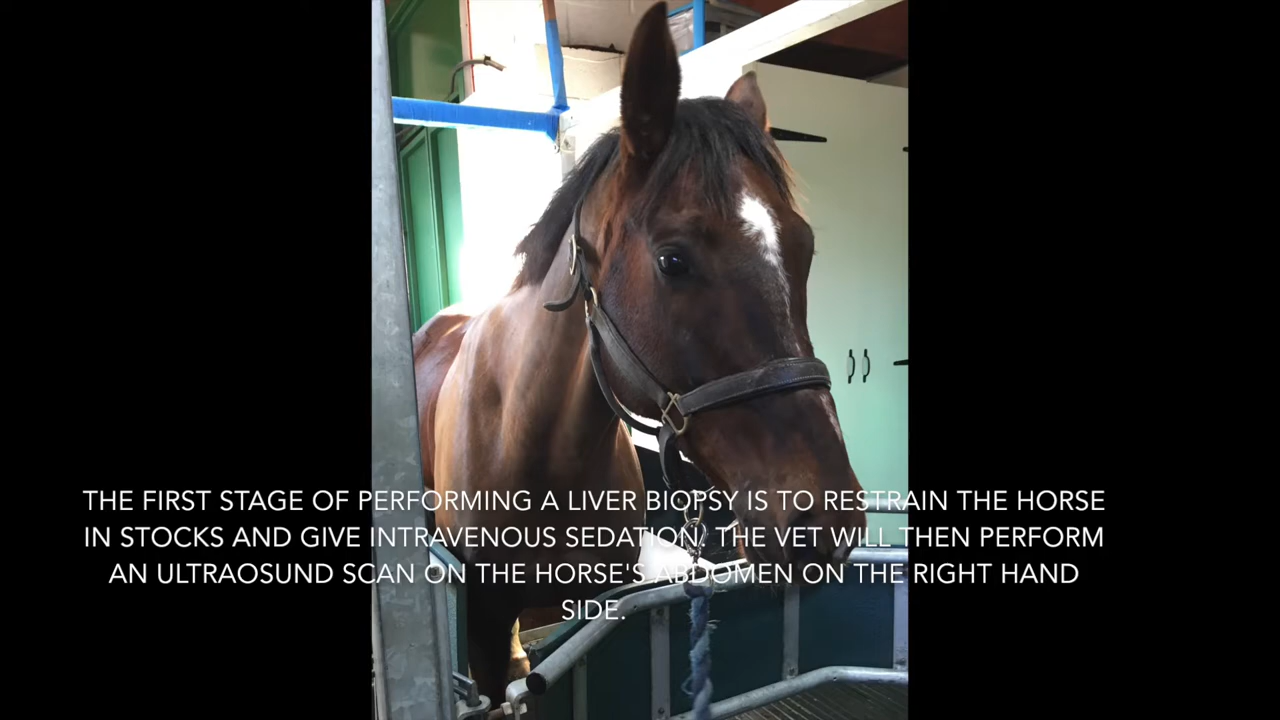 THE FIRST STAGE OF PERFORMING A LIVER BIOPSY IS TO RESTRAIN THE HORSE
IN STOCKS AND GIVE INTRAVENOUS SEDATION. THE VET WILL THEN PERFORM
AN ULTRAOSUND SCAN ON THE HORSE'S ABDOMEN ON THE RIGHT HAND
SIDE.